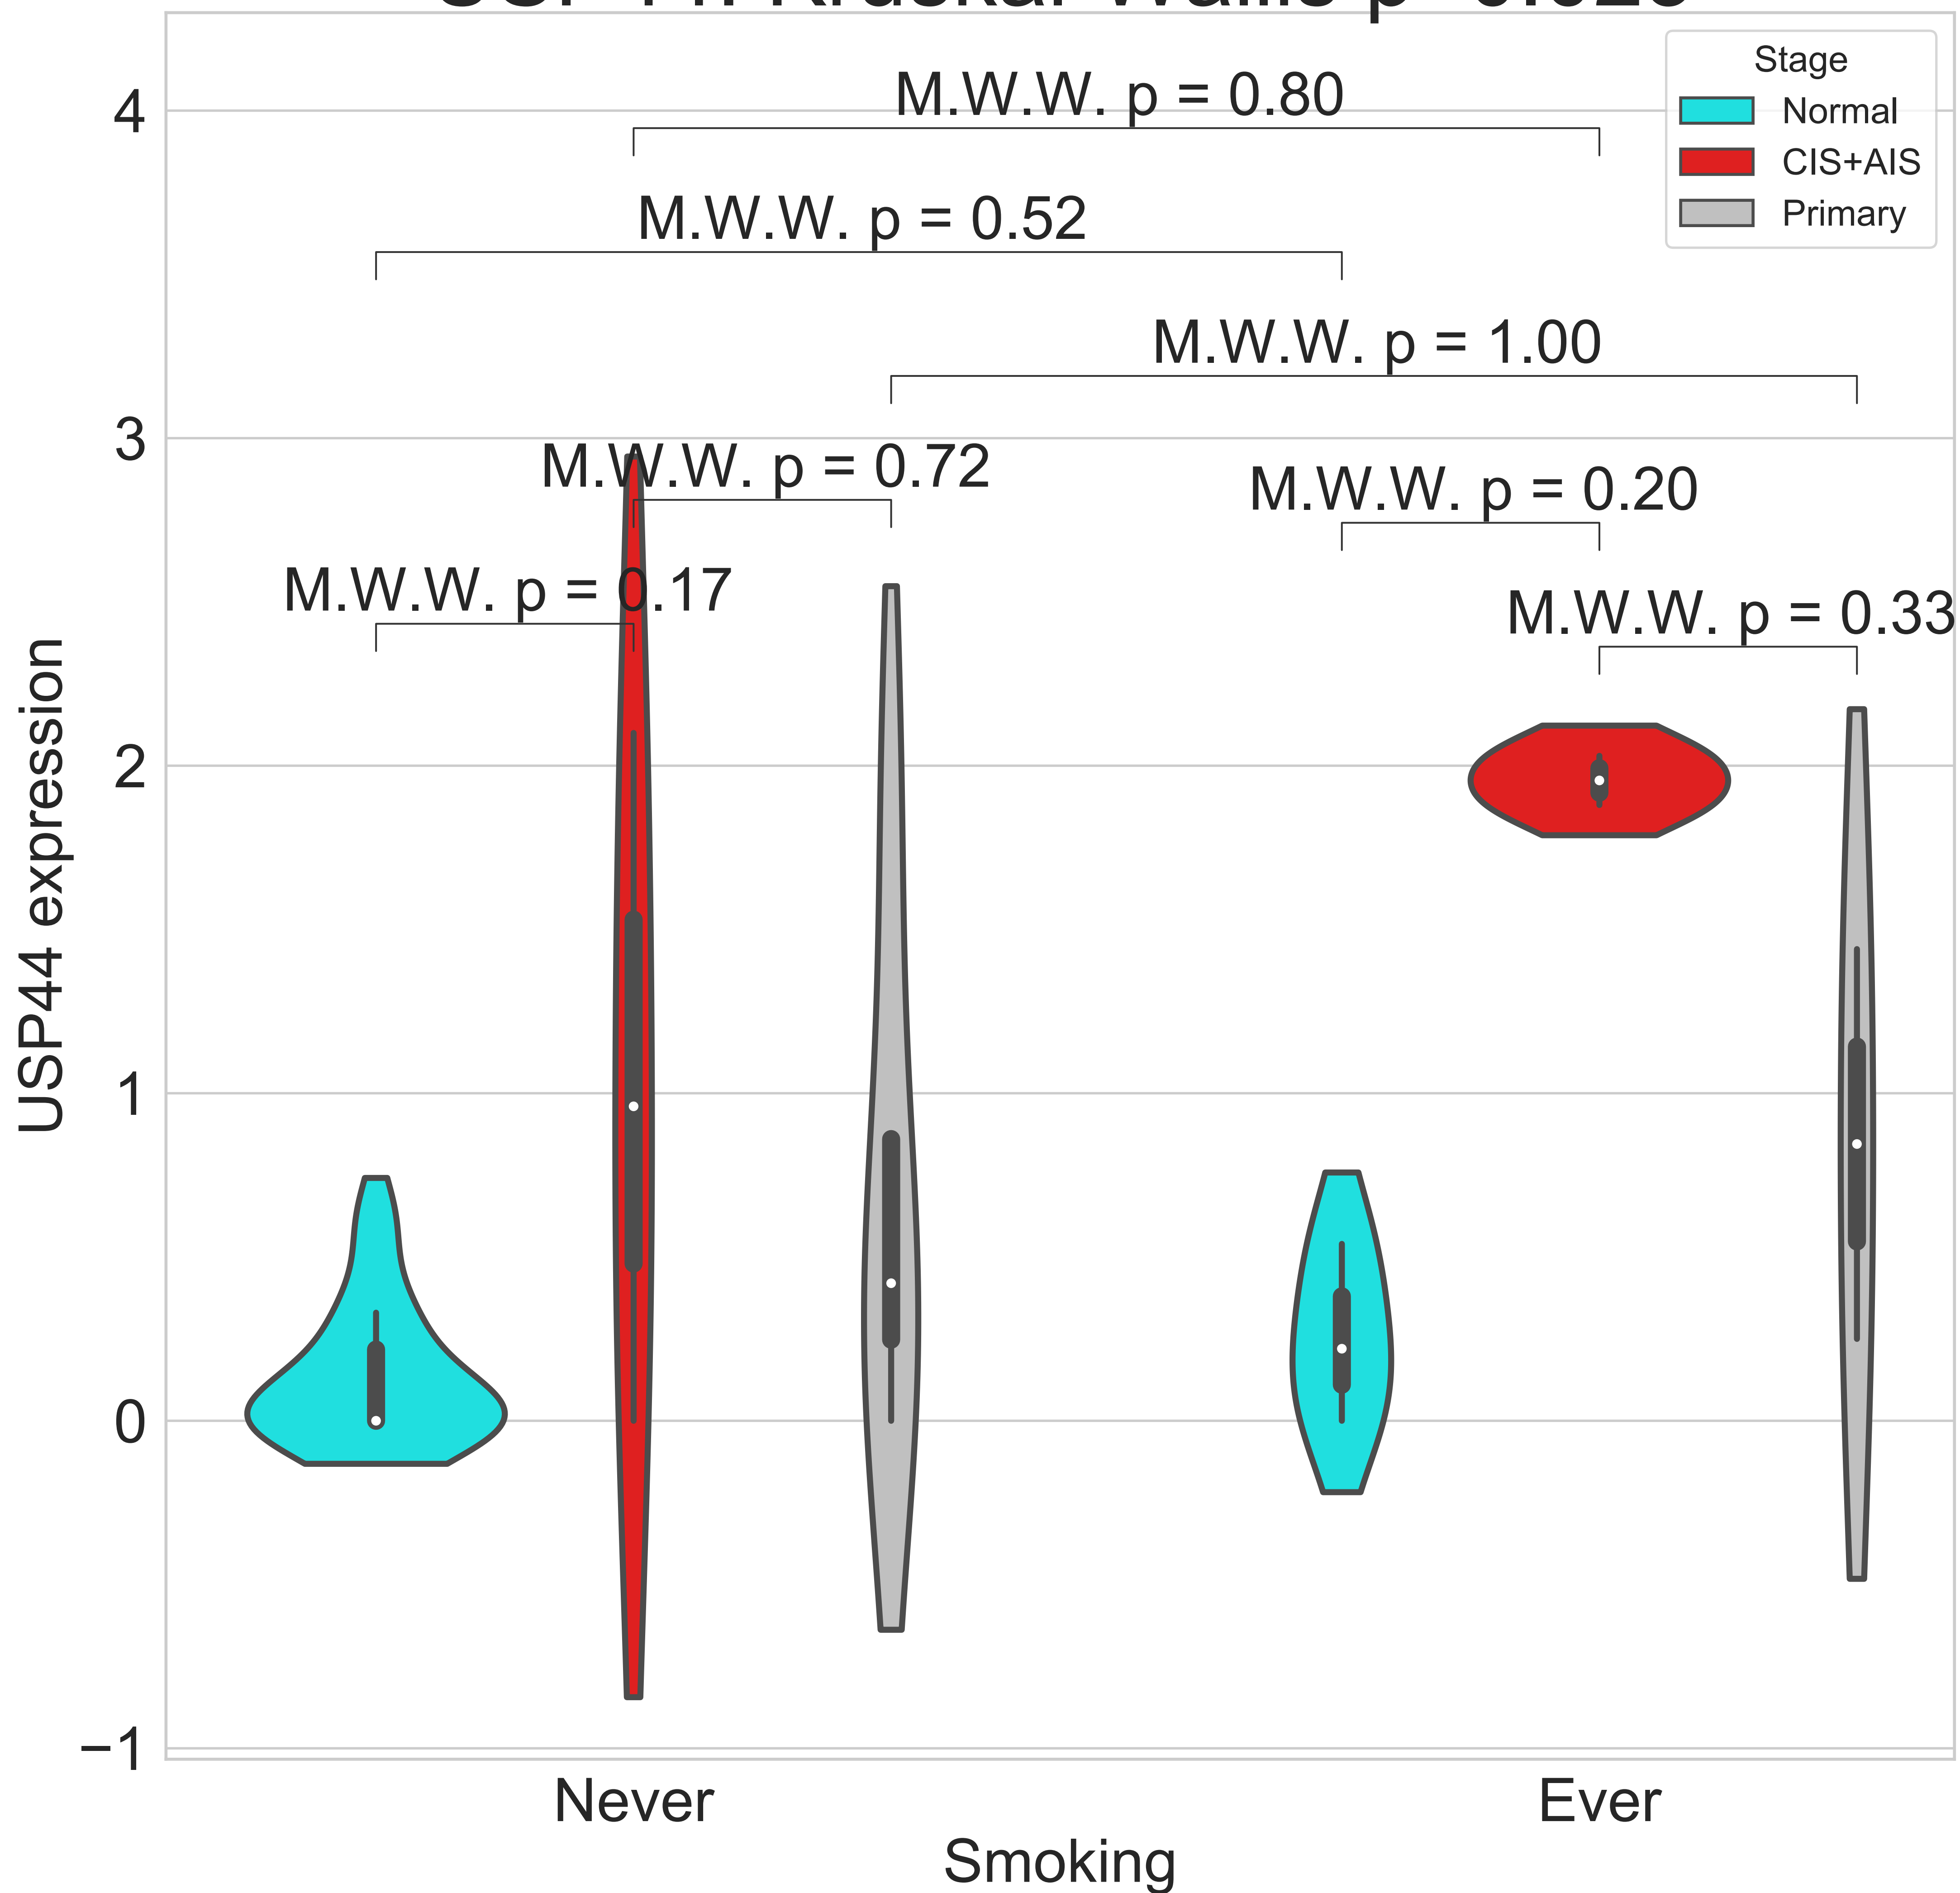 4
3
2
1
0
−1
USP44 expression
M.W.W. p = 0.80
M.W.W. p = 0.52
M.W.W. p = 1.00
M.W.W. p = 0.72
M.W.W. p = 0.20
M.W.W. p = 0.17
M.W.W. p = 0.33
Stage
Normal
CIS+AIS
Primary
Never
Ever
Smoking